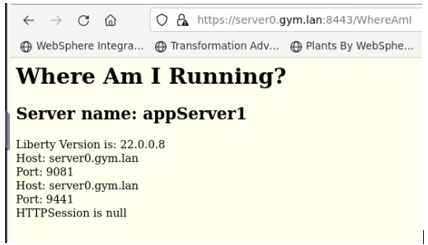 https://server0.gym.lan:8443/WhereAmI
WebSphere Integra... Transformation Adv... Plants By WebSphe...
Where Am I Running?
Server name: appServer1
Liberty Version is: 22.0.0.8
Host: server0.gym.lan
Port: 9081
Host: server0.gym.lan
Port: 9441
HTTPSession is null